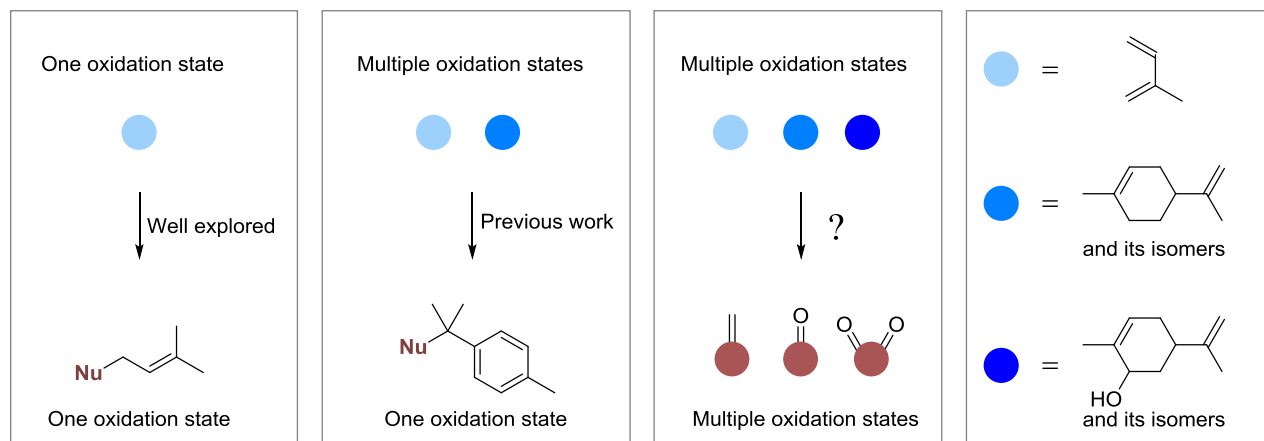 One oxidation state
Well explored
Nu
One oxidation state
Multiple oxidation states
Previous work
Nu
One oxidation state
Multiple oxidation states
?
O
O O
Multiple oxidation states
=
=
and its isomers
=
HO
and its isomers